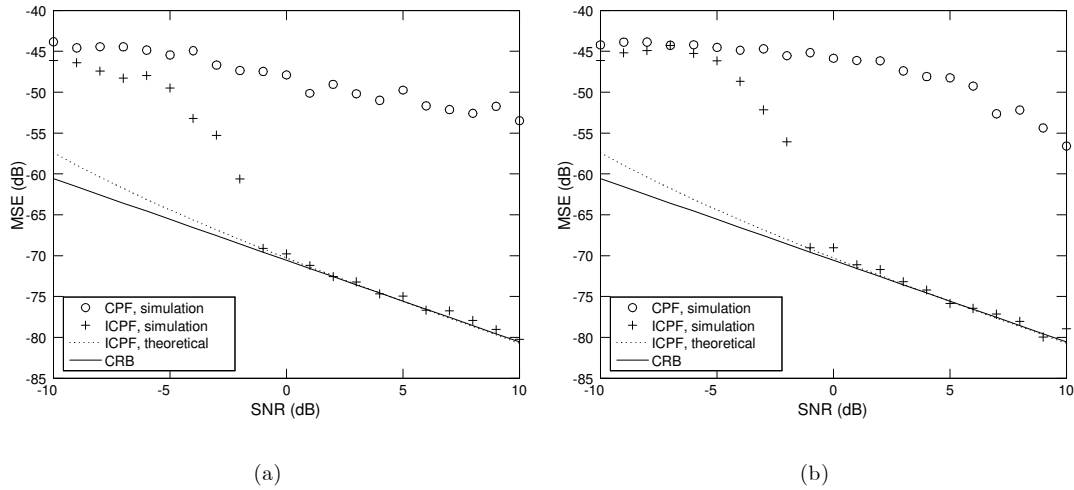 -40
-45
-50
-55
-60
-65
-70
-75
-80
-85
MSE (dB)
CPF, simulation
ICPF, simulation
ICPF, theoretical
CRB
-10
-5
0
5
10
SNR (dB)
(a)
-40
-45
-50
-55
-60
-65
-70
-75
-80
-85
MSE (dB)
CPF, simulation
ICPF, simulation
ICPF, theoretical
CRB
-10
-5
0
5
10
SNR (dB)
(b)